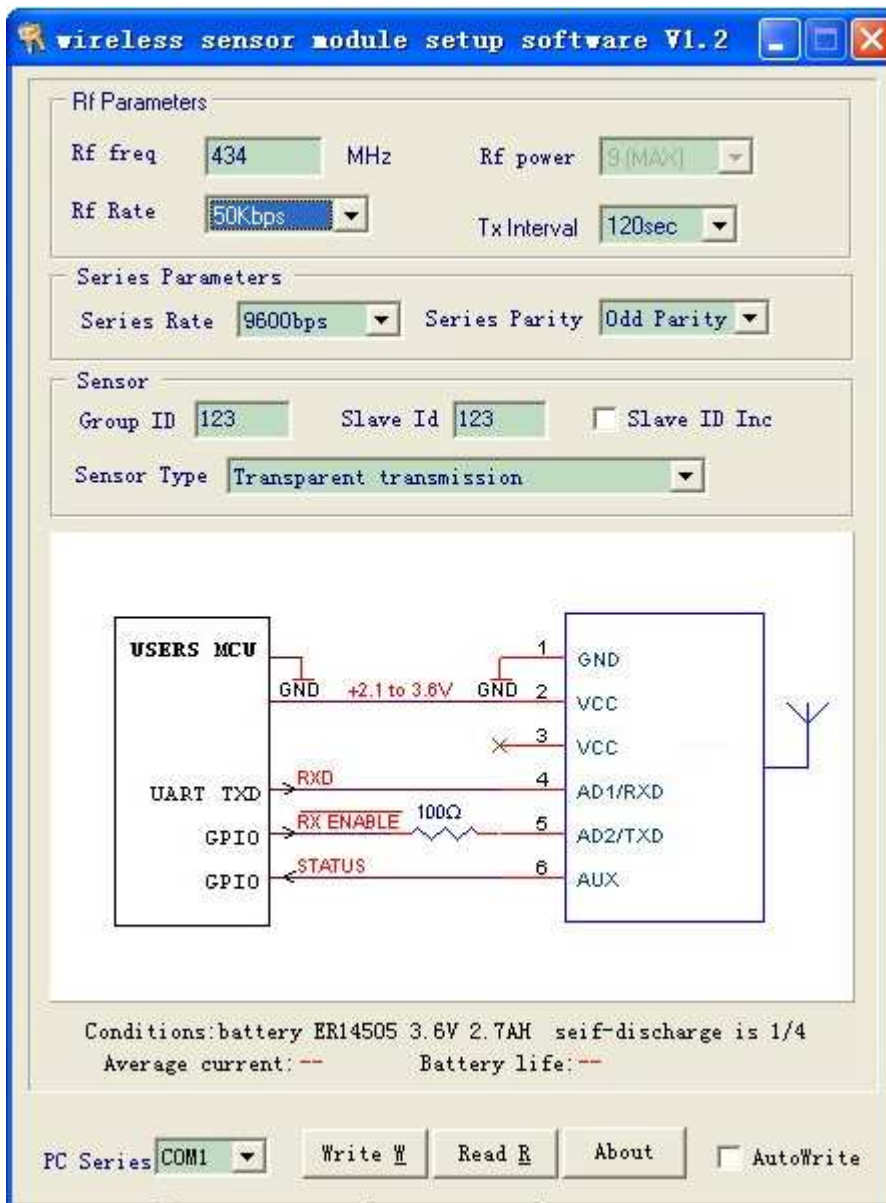 wireless sensor module setup software V1.2
Rf Parameters
Rf freq 434 MHz Rf power 9(MAX)
Rf Rate 50Kbps Tx Interval 120sec
Series Parameters
Series Rate 9600bps Series Parity Odd Parity
Sensor
Group ID 123 Slave Id 123 Slave ID Inc
Sensor Type Transparent transmission
USERS MCU
GND +2.1 to 3.6V GND
1 GND
2 VCC
3 VCC
UART TXD RXD 4 AD1/RXD
GPIO RX ENABLE 100Ω 5 AD2/TXD
GPIO STATUS 6 AUX
Conditions:battery ER14505 3.6V 2.7AH seif-discharge is 1/4
Average current:-- Battery life:--
PC Series COM1 Write W Read R About AutoWrite